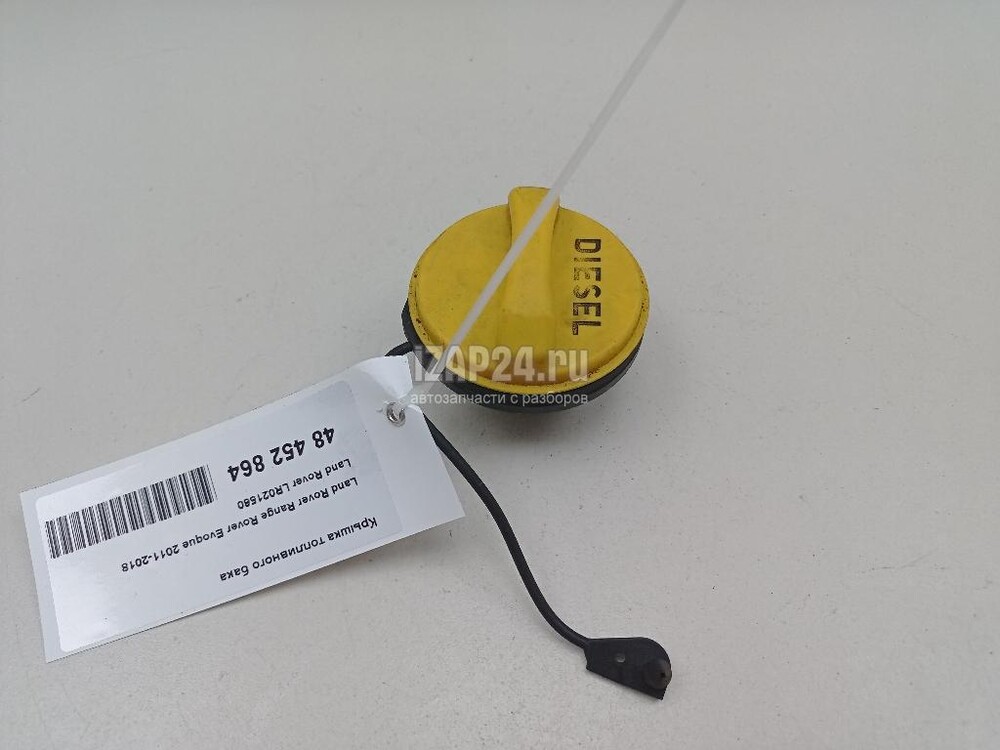 DIESEL
iZAP24.ru
автозапчасти с разборов
Крышка топливного бака
Land Rover Range Rover Evoque 2011-2018
Land Rover LR021580
48 452 864